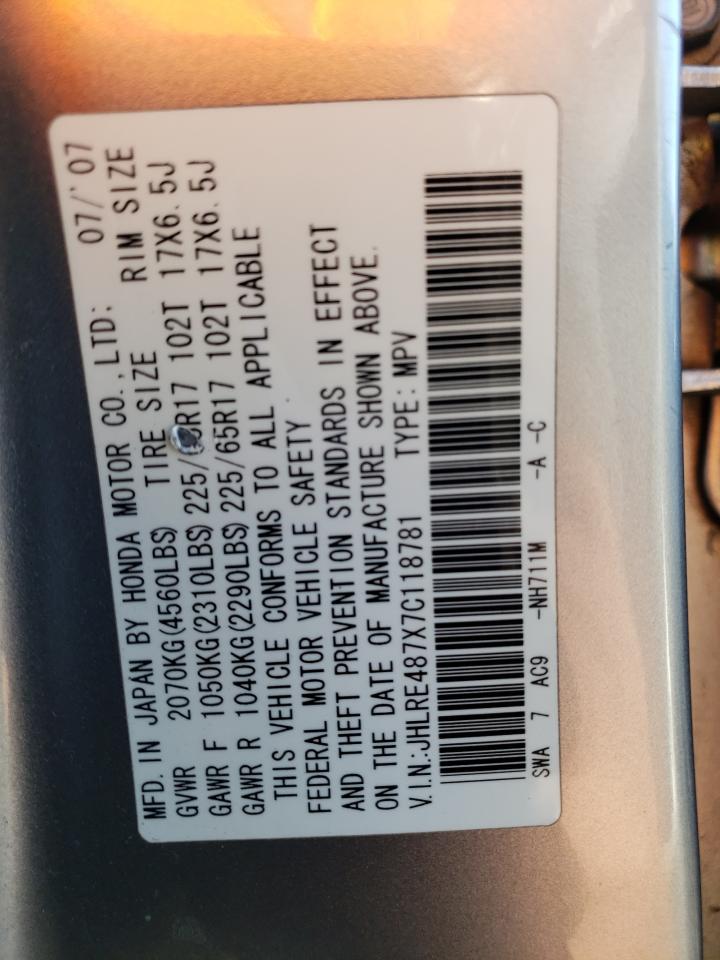 MFD. IN JAPAN BY HONDA MOTOR CO., LTD: 07/'07
TIRE SIZE RIM SIZE
GVWR 2070KG(4560LBS)
GAWR F 1050KG(2310LBS) 225/ R17 102T 17X6.5J
GAWR R 1040KG(2290LBS) 225/65R17 102T 17X6.5J
THIS VEHICLE CONFORMS TO ALL APPLICABLE
FEDERAL MOTOR VEHICLE SAFETY
AND THEFT PREVENTION STANDARDS IN EFFECT
ON THE DATE OF MANUFACTURE SHOWN ABOVE.
V.I.N.:JHLRE487X7C118781 TYPE:MPV
SWA 7 AC9 -NH711M -A -C